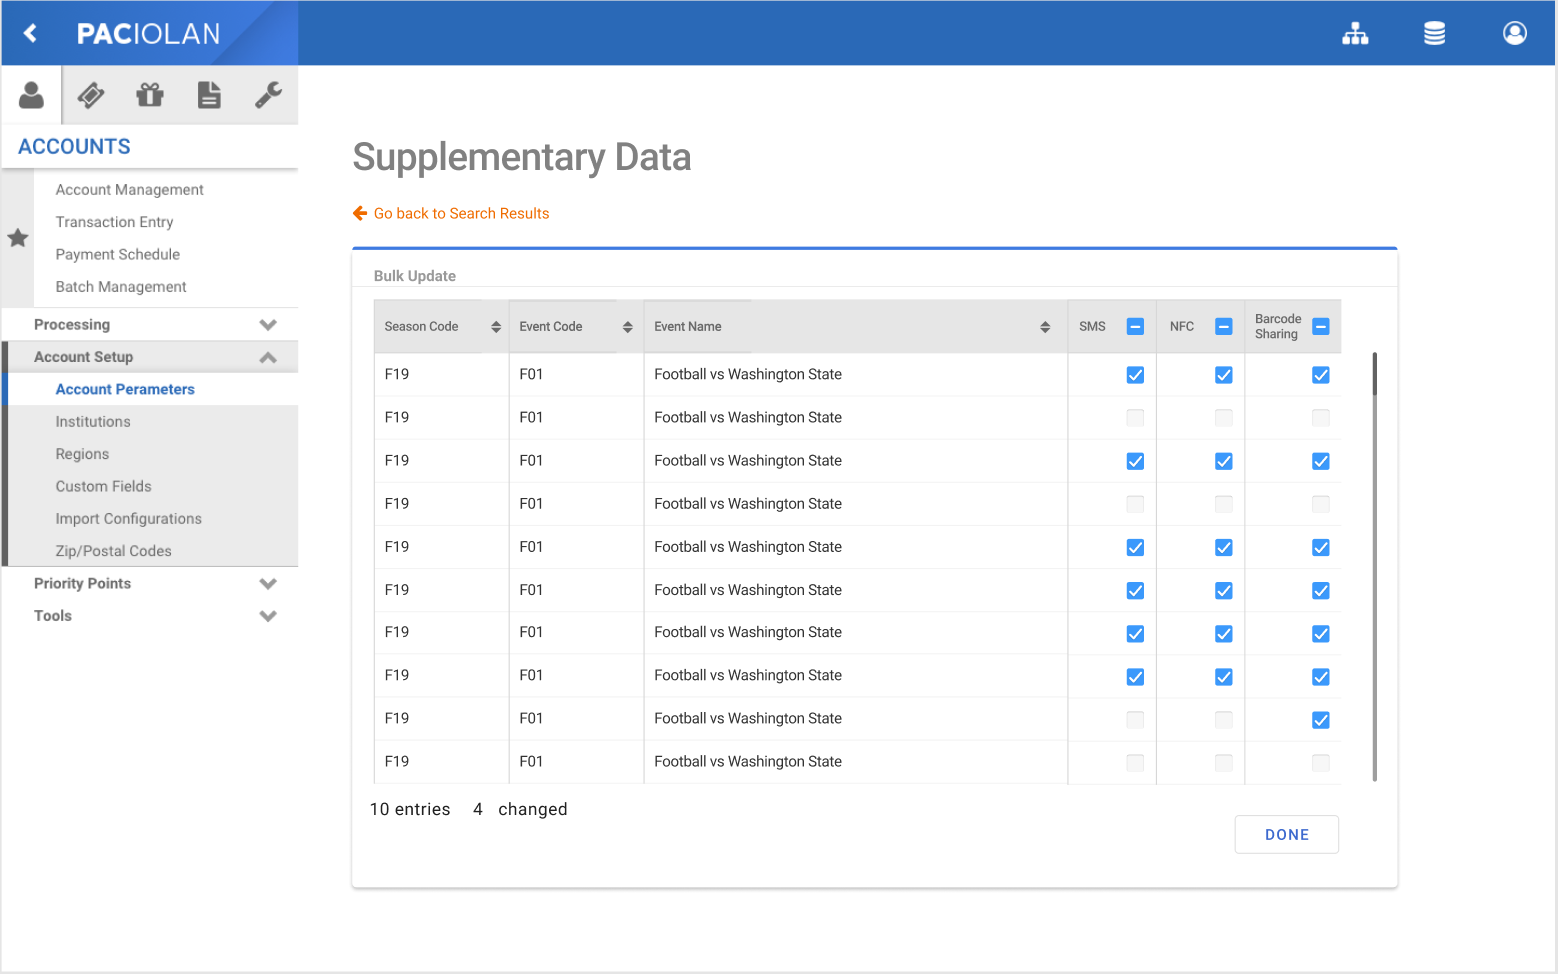 PACIOLAN
ACCOUNTS
Account Management
Transaction Entry
Payment Schedule
Batch Management
Processing
Account Setup
Account Perameters
Institutions
Regions
Custom Fields
Import Configurations
Zip/Postal Codes
Priority Points
Tools
Supplementary Data
Go back to Search Results
Bulk Update
Season Code Event Code Event Name SMS NFC Barcode Sharing
F19 F01 Football vs Washington State
F19 F01 Football vs Washington State
F19 F01 Football vs Washington State
F19 F01 Football vs Washington State
F19 F01 Football vs Washington State
F19 F01 Football vs Washington State
F19 F01 Football vs Washington State
F19 F01 Football vs Washington State
F19 F01 Football vs Washington State
F19 F01 Football vs Washington State
10 entries 4 changed
DONE